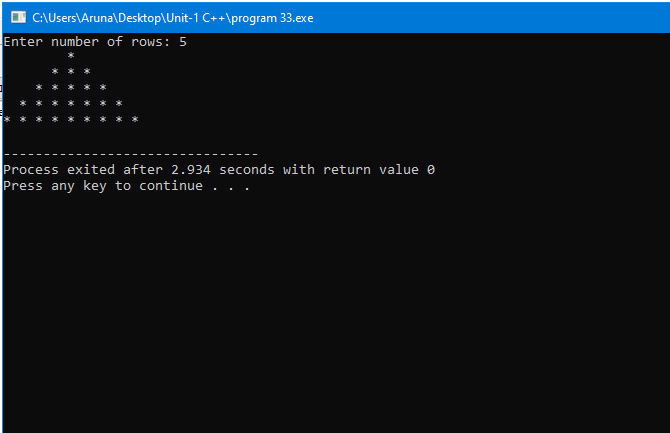 C:\Users\Aruna\Desktop\Unit-1 C++\program 33.exe
Enter number of rows: 5
        *
      * * *
    * * * * *
  * * * * * * *
* * * * * * * * *
--------------------------------
Process exited after 2.934 seconds with return value 0
Press any key to continue . . .